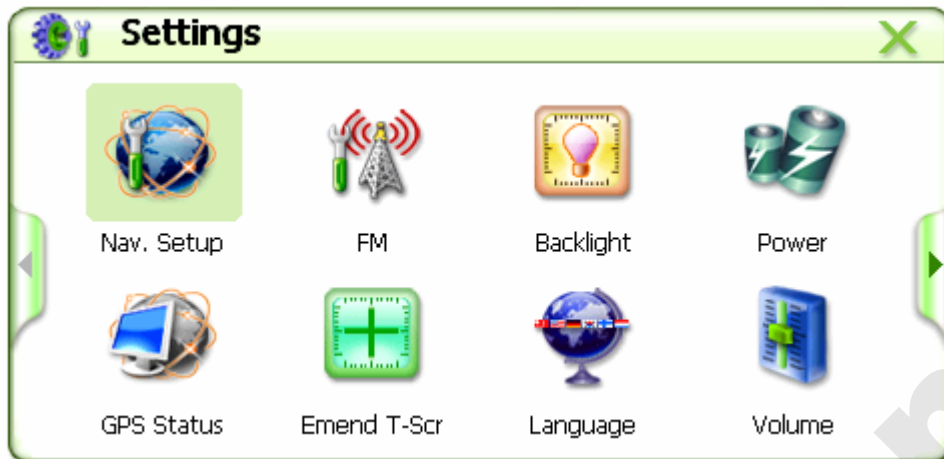 Settings
Nav. Setup FM Backlight Power
GPS Status Emend T-Scr Language Volume